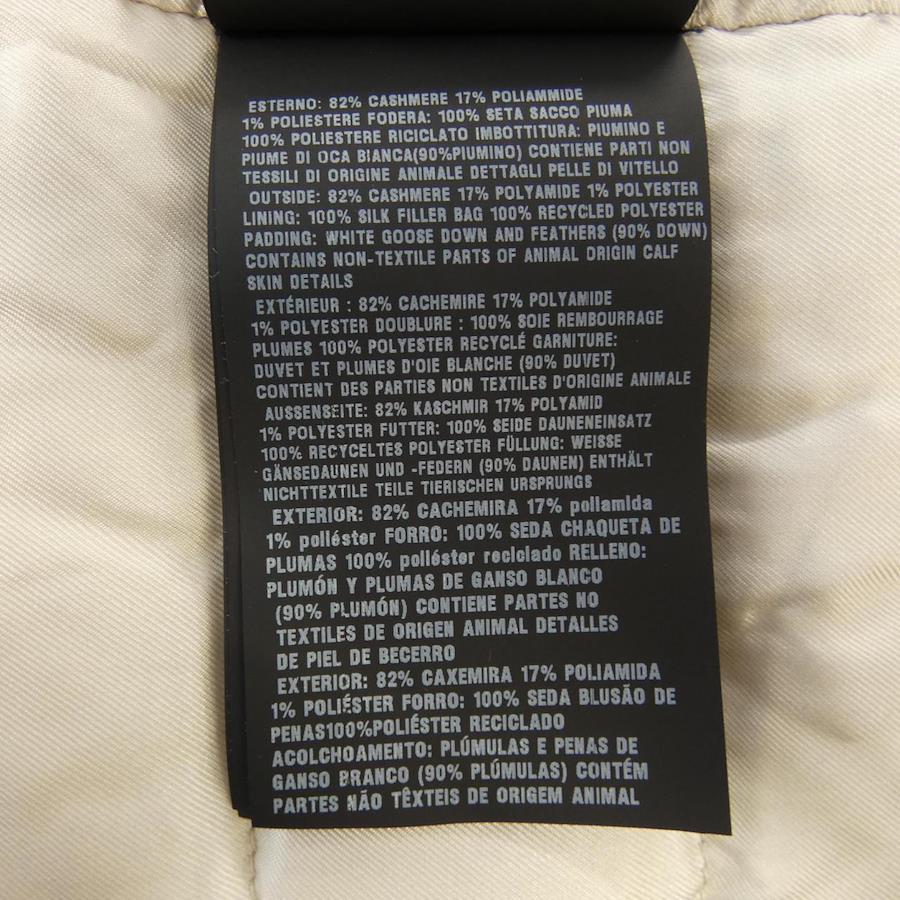 ESTERNO: 82% CASHMERE 17% POLIAMMIDE
1% POLIESTERE FODERA: 100% SETA SACCO PIUMA
100% POLIESTERE RICICLATO IMBOTTITURA: PIUMINO E
PIUME DI OCA BIANCA(90%PIUMINO) CONTIENE PARTI NON
TESSILI DI ORIGINE ANIMALE DETTAGLI PELLE DI VITELLO
OUTSIDE: 82% CASHMERE 17% POLYAMIDE 1% POLYESTER
LINING: 100% SILK FILLER BAG 100% RECYCLED POLYESTER
PADDING: WHITE GOOSE DOWN AND FEATHERS (90% DOWN)
CONTAINS NON-TEXTILE PARTS OF ANIMAL ORIGIN CALF
SKIN DETAILS
EXTÉRIEUR : 82% CACHEMIRE 17% POLYAMIDE
1% POLYESTER DOUBLURE : 100% SOIE REMBOURRAGE
PLUMES 100% POLYESTER RECYCLÉ GARNITURE:
DUVET ET PLUMES D'OIE BLANCHE (90% DUVET)
CONTIENT DES PARTIES NON TEXTILES D'ORIGINE ANIMALE
AUSSENSEITE: 82% KASCHMIR 17% POLYAMID
1% POLYESTER FUTTER: 100% SEIDE DAUNENEINSATZ
100% RECYCELTES POLYESTER FÜLLUNG: WEISSE
GÄNSEDAUNEN UND -FEDERN (90% DAUNEN) ENTHÄLT
NICHTTEXTILE TEILE TIERISCHEN URSPRUNGS
EXTERIOR: 82% CACHEMIRA 17% poliamida
1% poliéster FORRO: 100% SEDA CHAQUETA DE
PLUMAS 100% poliéster reciclado RELLENO:
PLUMÓN Y PLUMAS DE GANSO BLANCO
(90% PLUMÓN) CONTIENE PARTES NO
TEXTILES DE ORIGEN ANIMAL DETALLES
DE PIEL DE BECERRO
EXTERIOR: 82% CAXEMIRA 17% POLIAMIDA
1% POLIÉSTER FORRO: 100% SEDA BLUSÃO DE
PENAS100%POLIÉSTER RECICLADO
ACOLCHOAMENTO: PLÚMULAS E PENAS DE
GANSO BRANCO (90% PLÚMULAS) CONTÉM
PARTES NÃO TÊXTEIS DE ORIGEM ANIMAL